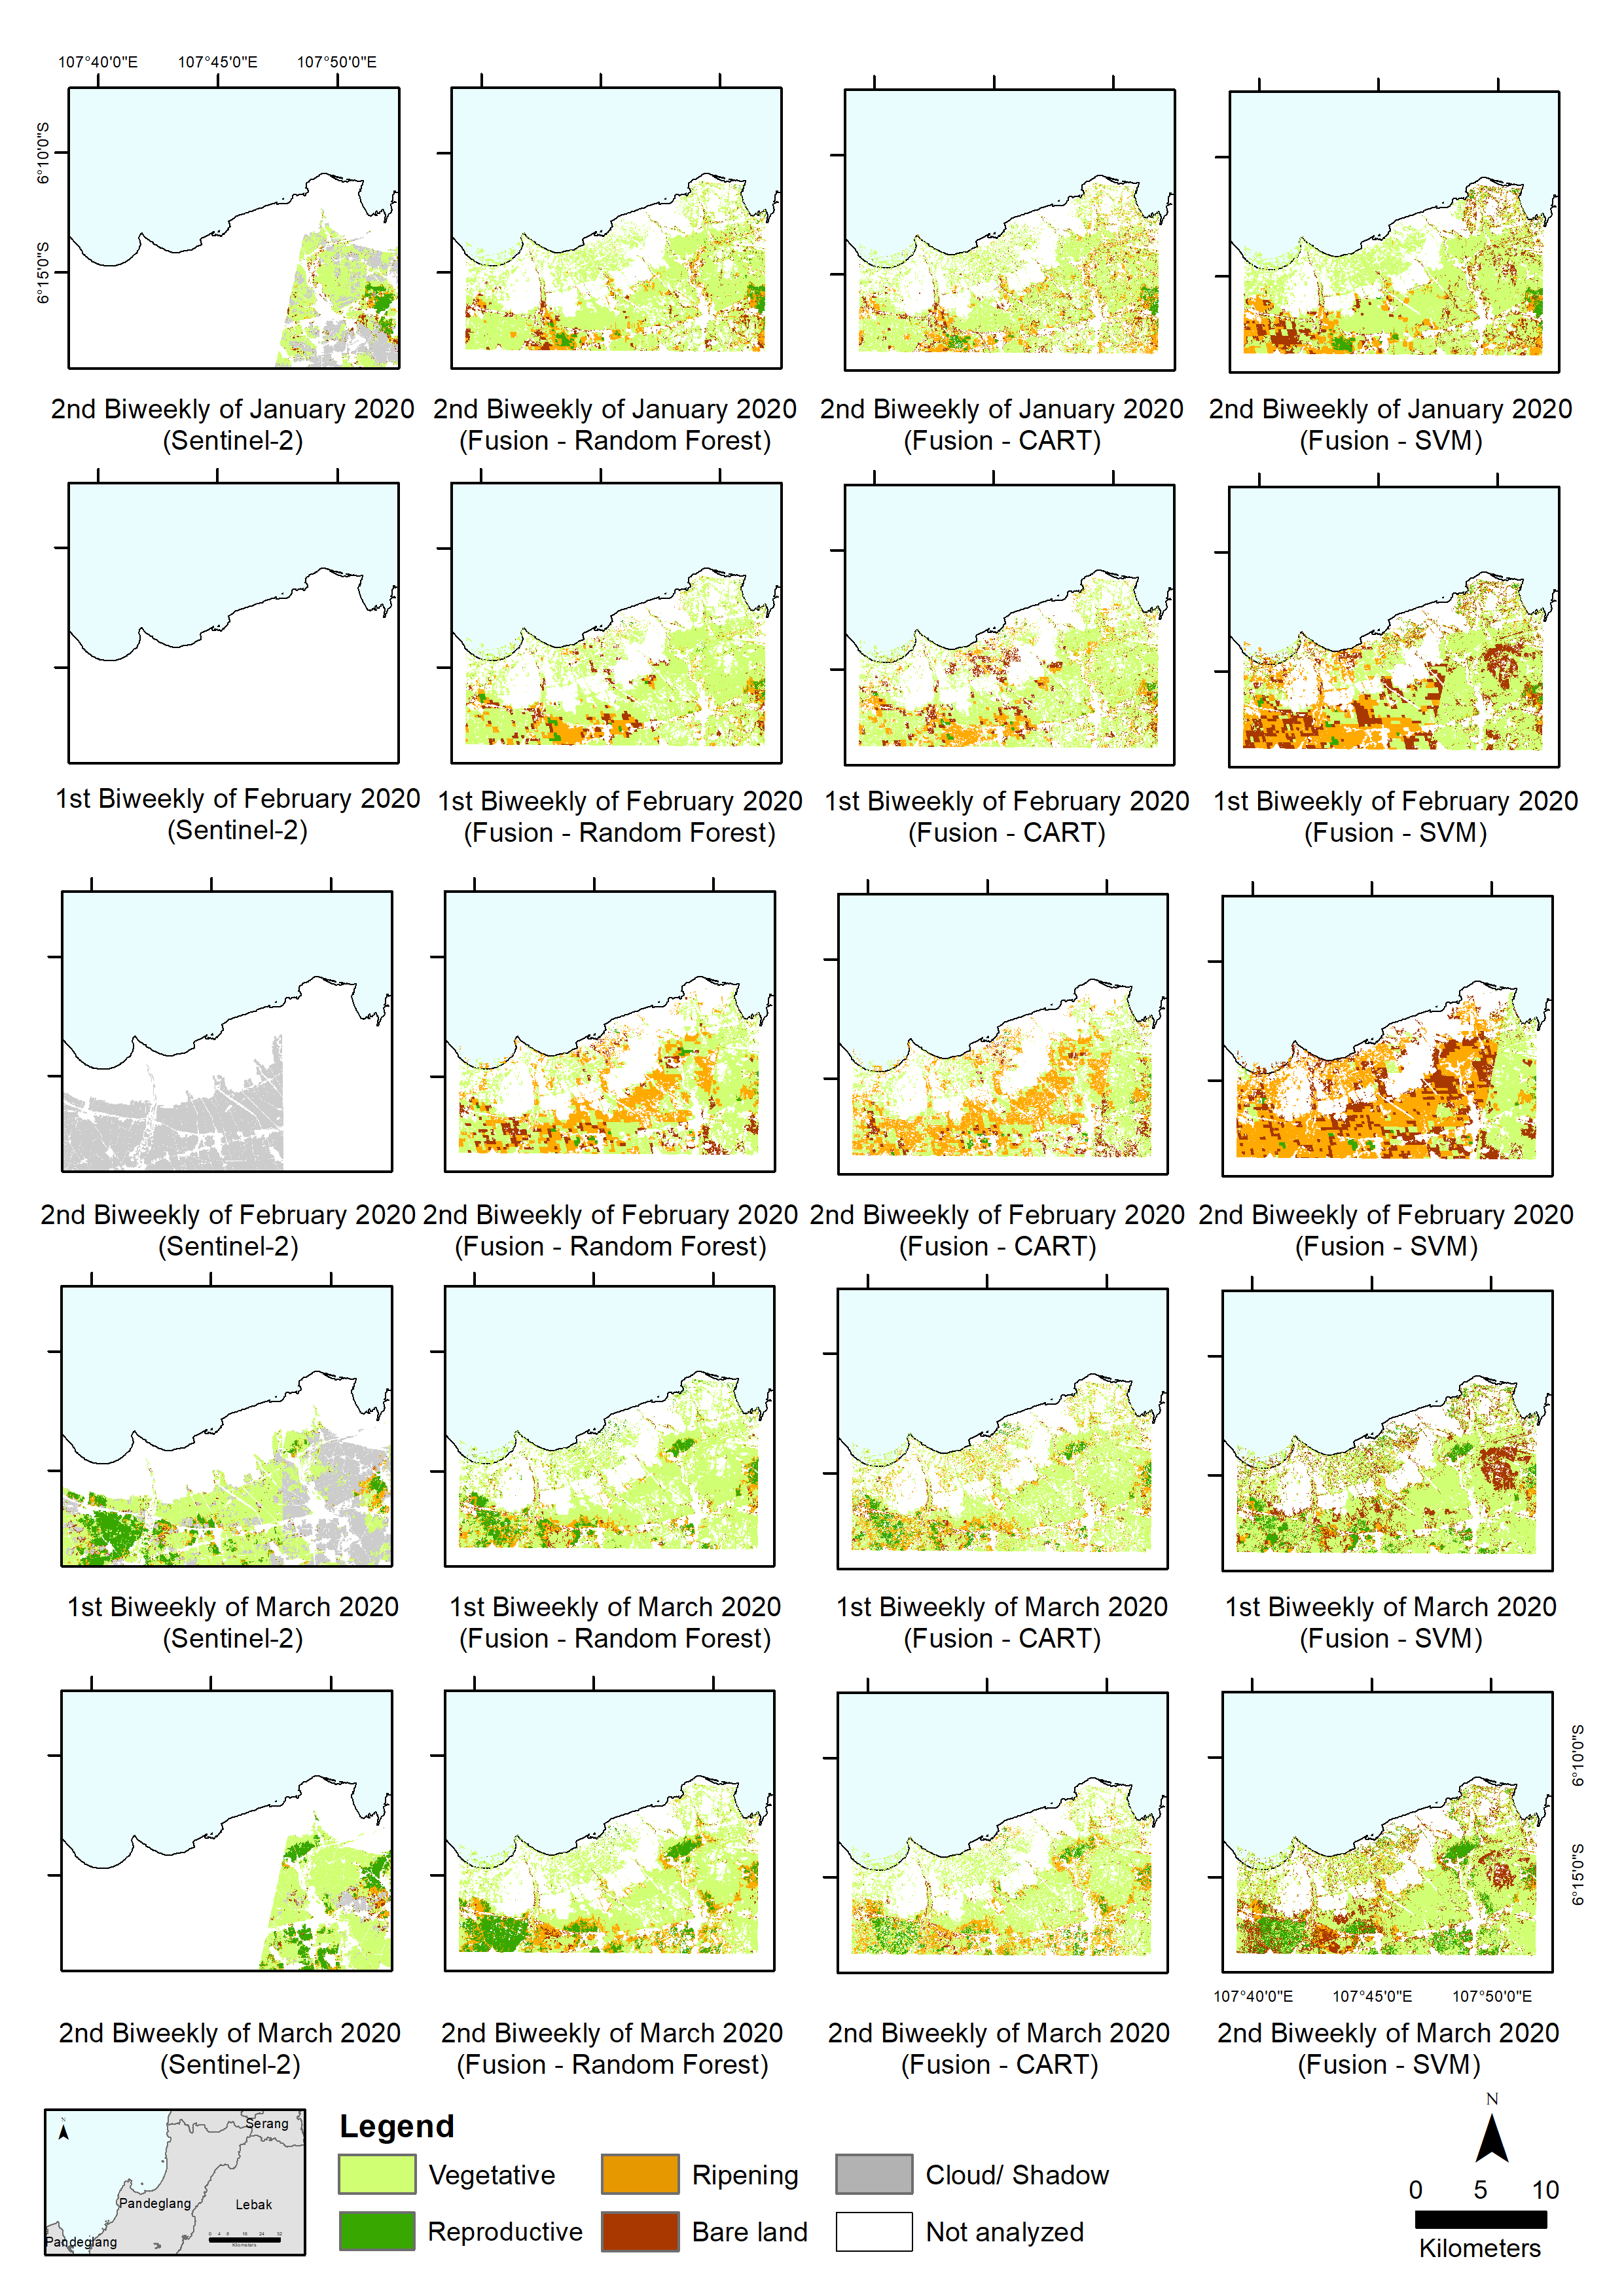 107°40'0"E 107°45'0"E 107°50'0"E
6°10'0"S
6°15'0"S
2nd Biweekly of January 2020
(Sentinel-2)
2nd Biweekly of January 2020
(Fusion - Random Forest)
2nd Biweekly of January 2020
(Fusion - CART)
2nd Biweekly of January 2020
(Fusion - SVM)
1st Biweekly of February 2020
(Sentinel-2)
1st Biweekly of February 2020
(Fusion - Random Forest)
1st Biweekly of February 2020
(Fusion - CART)
1st Biweekly of February 2020
(Fusion - SVM)
2nd Biweekly of February 2020
(Sentinel-2)
2nd Biweekly of February 2020
(Fusion - Random Forest)
2nd Biweekly of February 2020
(Fusion - CART)
2nd Biweekly of February 2020
(Fusion - SVM)
1st Biweekly of March 2020
(Sentinel-2)
1st Biweekly of March 2020
(Fusion - Random Forest)
1st Biweekly of March 2020
(Fusion - CART)
1st Biweekly of March 2020
(Fusion - SVM)
6°10'0"S
6°15'0"S
107°40'0"E 107°45'0"E 107°50'0"E
2nd Biweekly of March 2020
(Sentinel-2)
2nd Biweekly of March 2020
(Fusion - Random Forest)
2nd Biweekly of March 2020
(Fusion - CART)
2nd Biweekly of March 2020
(Fusion - SVM)
N
Serang
Pandeglang
Lebak
Pandeglang
0 4 8 16 24 32
Kilometers
Legend
Vegetative
Ripening
Cloud/ Shadow
Reproductive
Bare land
Not analyzed
N
0 5 10
Kilometers